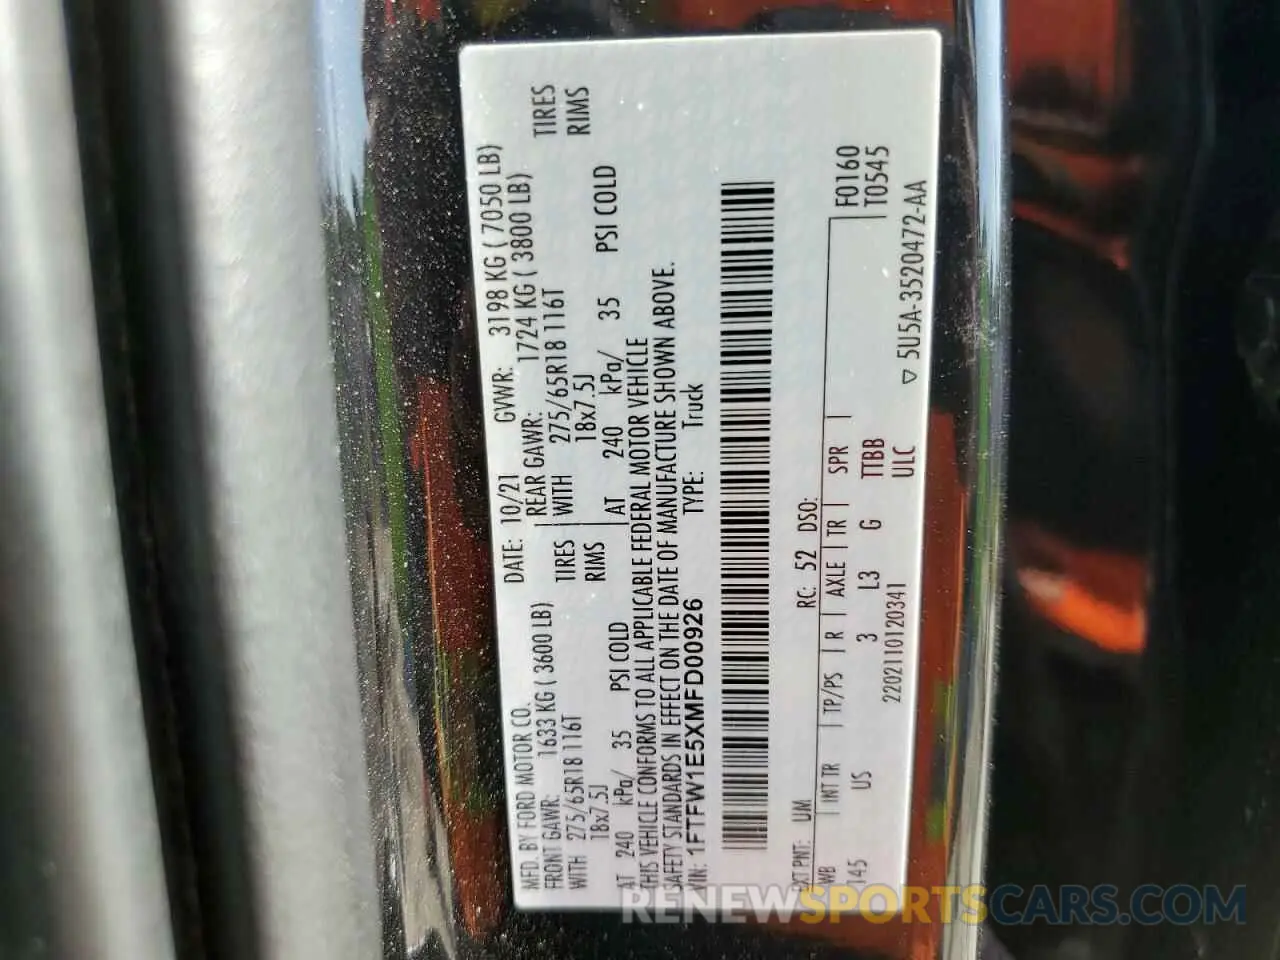 MFD. BY FORD MOTOR CO.
DATE: 10/21 GVWR: 3198 KG ( 7050 LB)
FRONT GAWR: 1633 KG ( 3600 LB) REAR GAWR: 1724 KG ( 3800 LB)
WITH 275/65R18 116T TIRES WITH 275/65R18 116T TIRES
18x7.5J RIMS 18x7.5J RIMS
AT 240 kPa/ 35 PSI COLD AT 240 kPa/ 35 PSI COLD
THIS VEHICLE CONFORMS TO ALL APPLICABLE FEDERAL MOTOR VEHICLE
SAFETY STANDARDS IN EFFECT ON THE DATE OF MANUFACTURE SHOWN ABOVE.
VIN: 1FTFW1E5XMFD00926 TYPE: Truck
EXT PNT: UM RC: 52 DSO:
WB INT TR TP/PS R AXLE TR SPR F0160
145 US 3 L3 G TTBB T0545
2202110120341 ULC
▽ 5U5A-3520472-AA
RENEWSPORTSCARS.COM